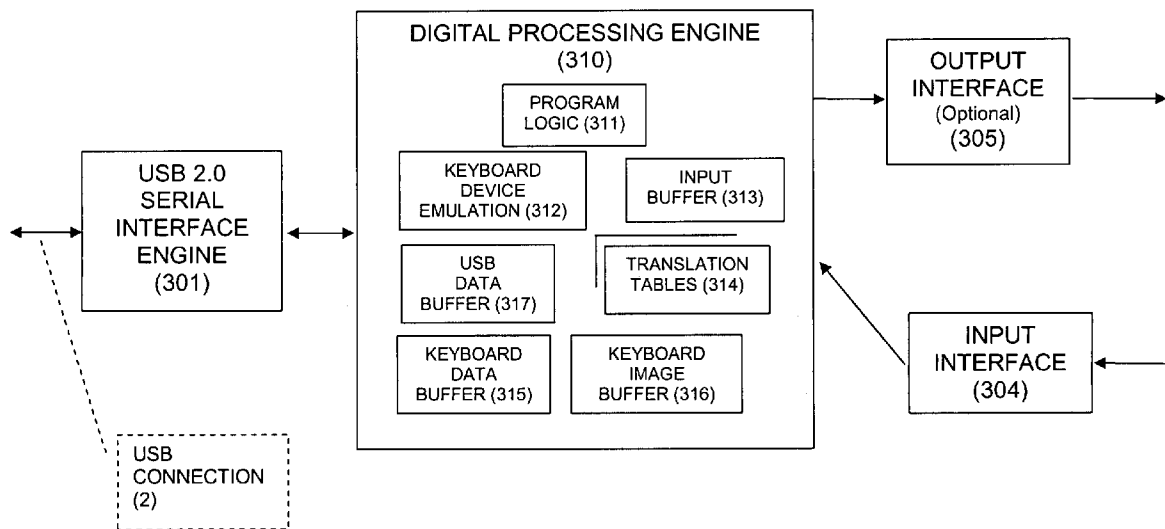 DIGITAL PROCESSING ENGINE
(310)
PROGRAM
LOGIC (311)
KEYBOARD
DEVICE
EMULATION (312)
INPUT
BUFFER (313)
USB
DATA
BUFFER (317)
TRANSLATION
TABLES (314)
KEYBOARD
DATA
BUFFER (315)
KEYBOARD
IMAGE
BUFFER (316)
USB 2.0
SERIAL
INTERFACE
ENGINE
(301)
OUTPUT
INTERFACE
(Optional)
(305)
INPUT
INTERFACE
(304)
USB
CONNECTION
(2)